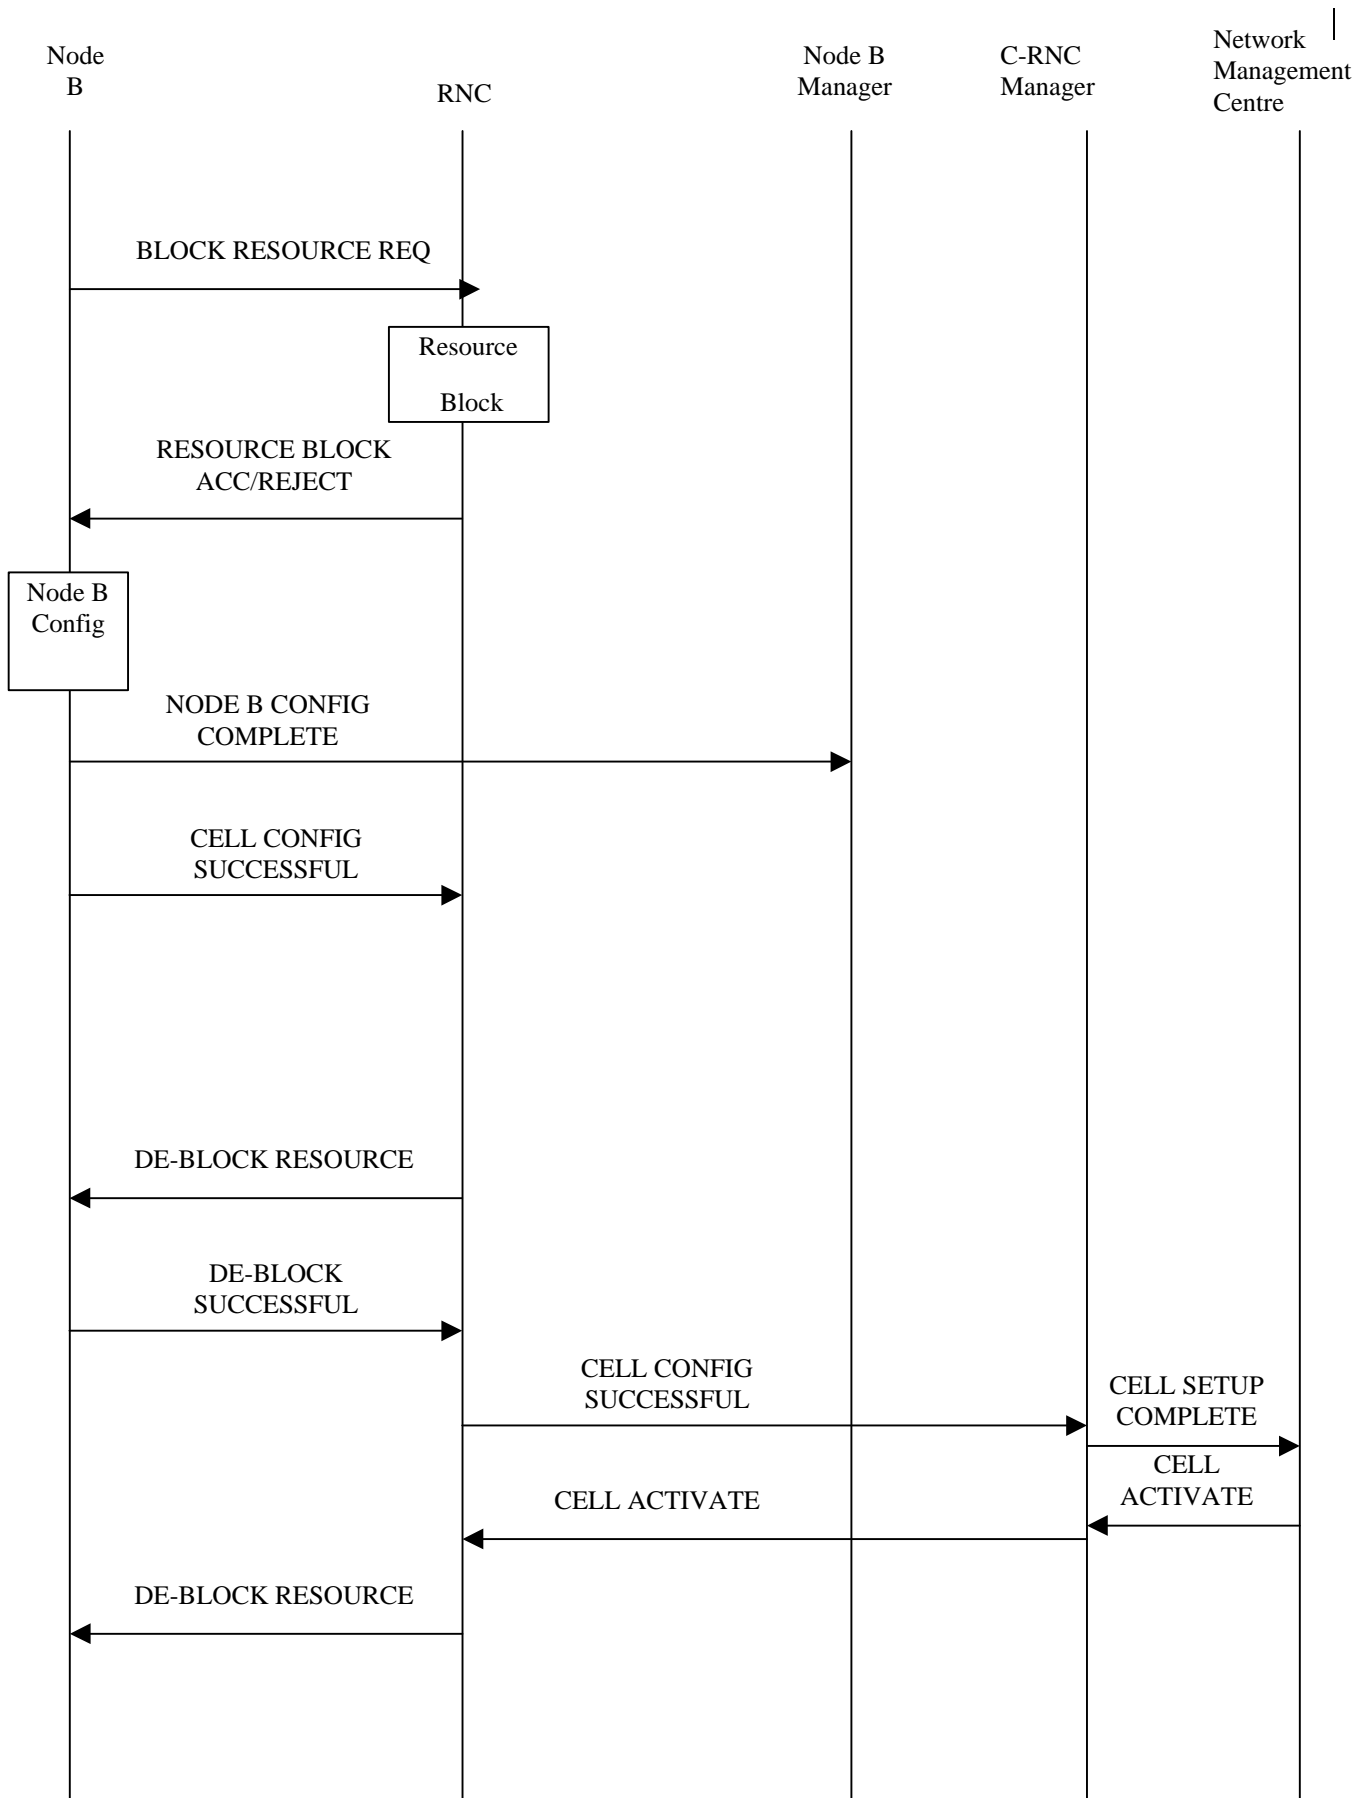 Node
B
RNC
Node B
Manager
C-RNC
Manager
Network
Management
Centre
BLOCK RESOURCE REQ
Resource
Block
RESOURCE BLOCK
ACC/REJECT
Node B
Config
NODE B CONFIG
COMPLETE
CELL CONFIG
SUCCESSFUL
DE-BLOCK RESOURCE
DE-BLOCK
SUCCESSFUL
CELL CONFIG
SUCCESSFUL
CELL SETUP
COMPLETE
CELL
ACTIVATE
CELL ACTIVATE
DE-BLOCK RESOURCE